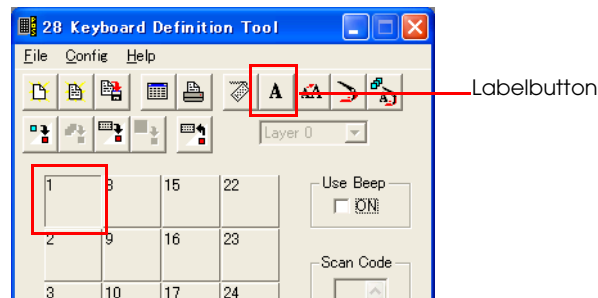 28 Keyboard Definition Tool
File Config Help
A AA A
Labelbutton
Layer 0
1 8 15 22
Use Beep
ON
2 9 16 23
Scan Code
3 10 17 24